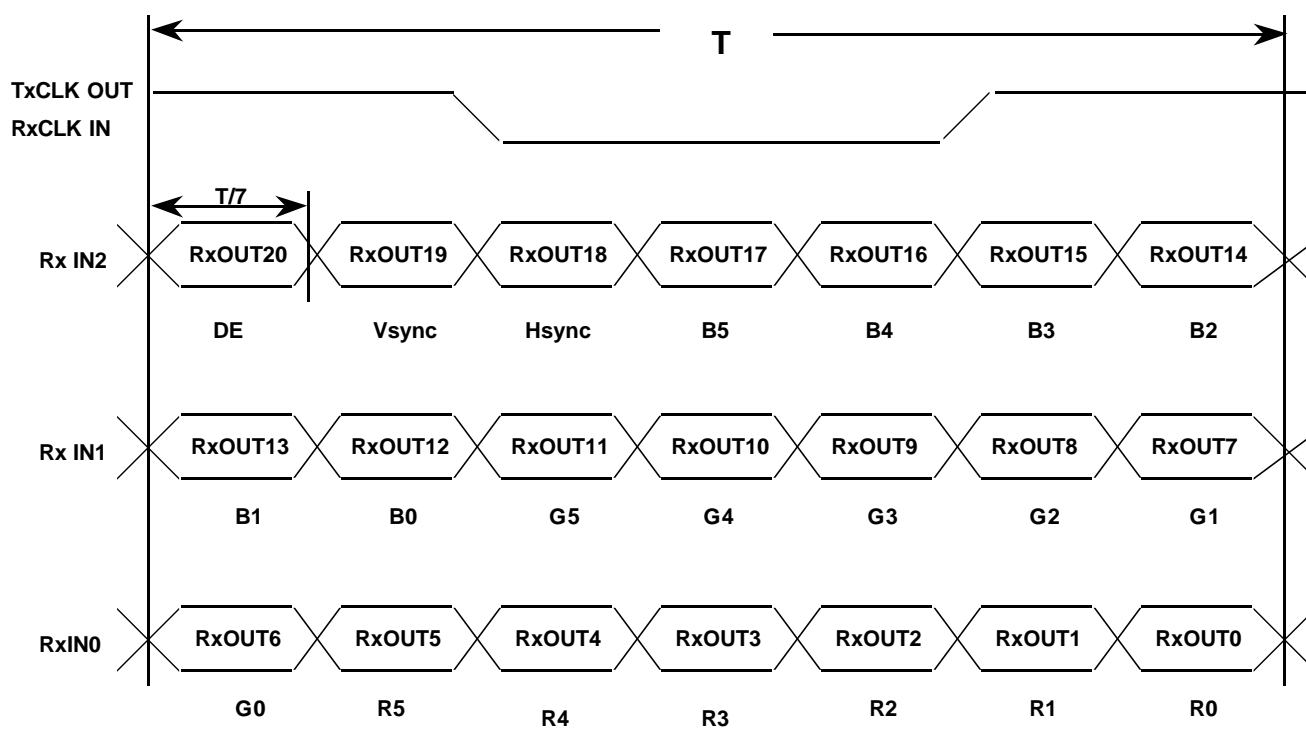 T
TxCLK OUT
RxCLK IN
T/7
Rx IN2 RxOUT20 RxOUT19 RxOUT18 RxOUT17 RxOUT16 RxOUT15 RxOUT14
DE Vsync Hsync B5 B4 B3 B2
Rx IN1 RxOUT13 RxOUT12 RxOUT11 RxOUT10 RxOUT9 RxOUT8 RxOUT7
B1 B0 G5 G4 G3 G2 G1
RxIN0 RxOUT6 RxOUT5 RxOUT4 RxOUT3 RxOUT2 RxOUT1 RxOUT0
G0 R5 R4 R3 R2 R1 R0